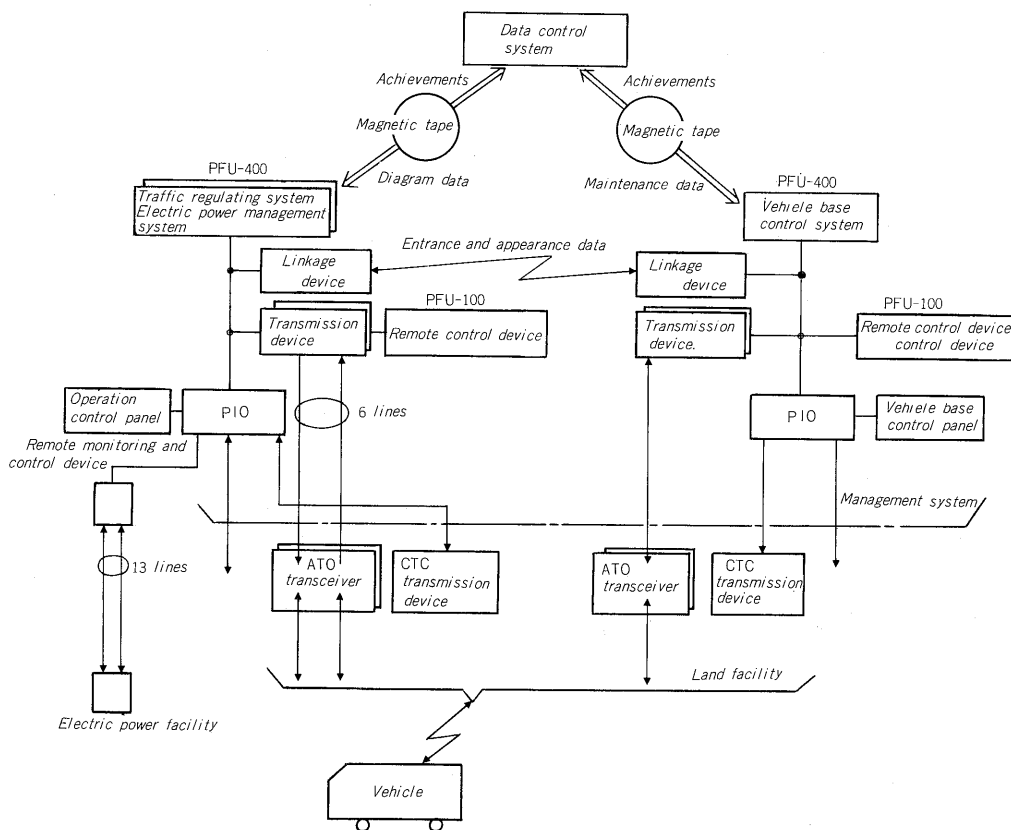 Data control
system
Achievements
Achievements
Magnetic tape
Magnetic tape
PFU-400
Diagram data
Maintenance data
PFU-400
Traffic regulating system
Electric power management
system
Vehiele base
control system
Entrance and appearance data
Linkage
device
Linkage
device
PFU-100
PFU-100
Transmission
device
Remote control device
Transmission
device.
Remote control device
control device
Operation
control panel
PIO
6 lines
PIO
Vehiele base
control panel
Remote monitoring and
control device
Management system
13 lines
ATO
transceiver
CTC
transmission
device
ATO
transceiver
CTC
transmission
device
Land facility
Electric power facility
Vehicle